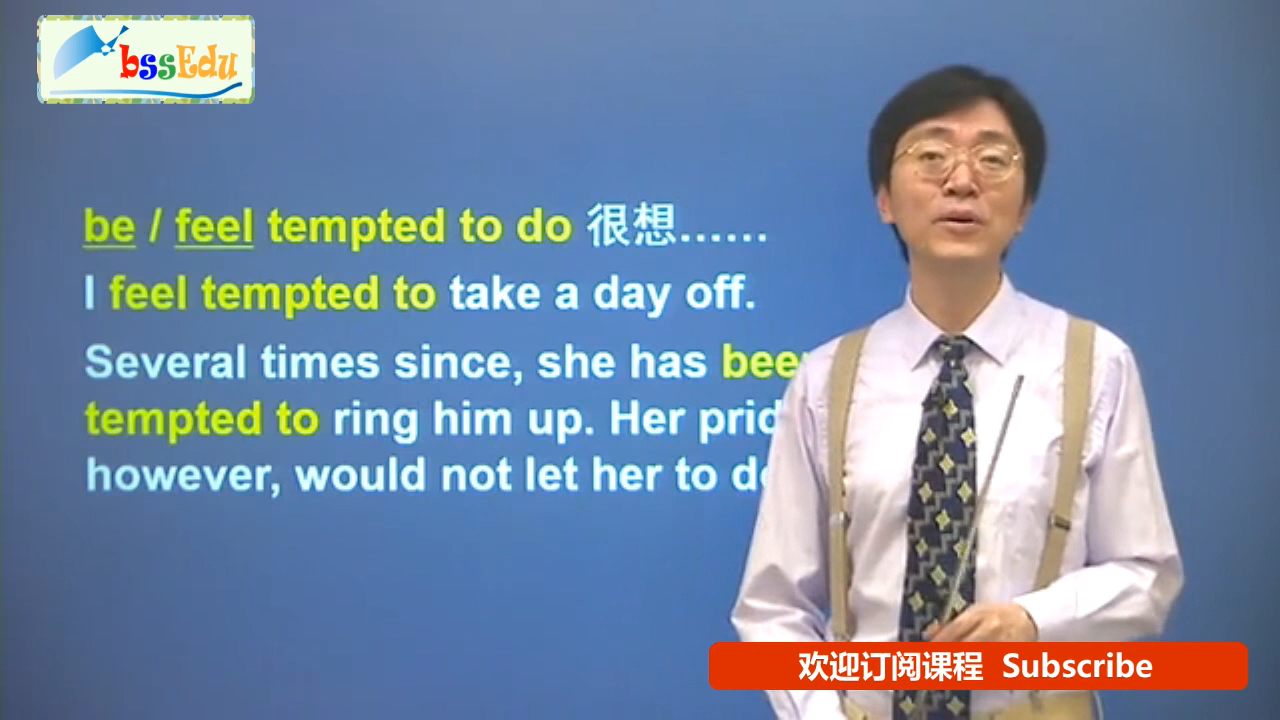 bssEdu
be / feel tempted to do 很想……
I feel tempted to take a day off.
Several times since, she has
tempted to ring him up. Her
however, would not let her to
欢迎订阅课程 Subscribe